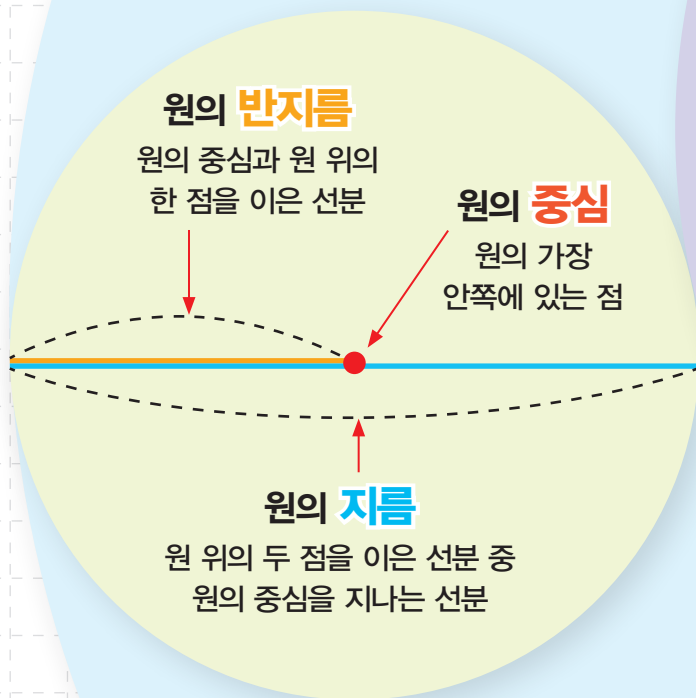 원의 반지름
원의 중심과 원 위의
한 점을 이은 선분
원의 중심
원의 가장
안쪽에 있는 점
원의 지름
원 위의 두 점을 이은 선분 중
원의 중심을 지나는 선분